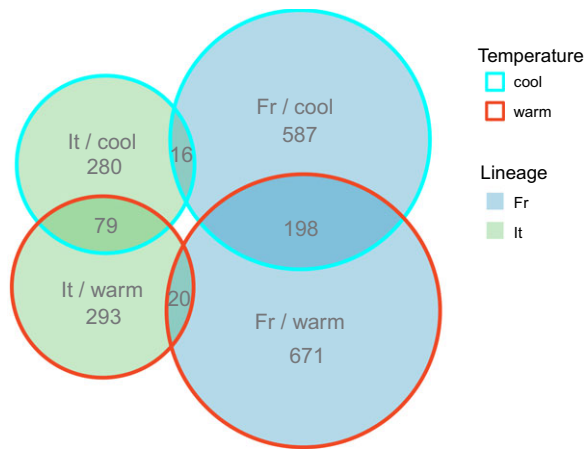 It / cool
280
16
Fr / cool
587
79
198
It / warm
293
20
Fr / warm
671
Temperature
cool
warm
Lineage
Fr
It